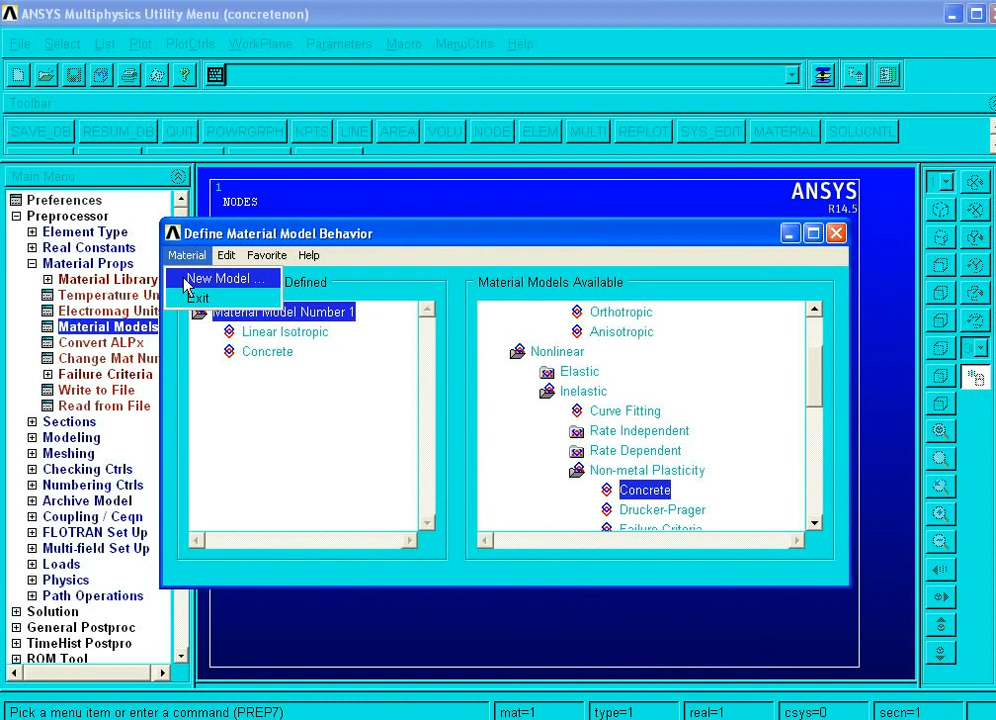 ANSYS Multiphysics Utility Menu (concretenon)
File Select List Plot PlotCtrls WorkPlane Parameters Macro MenuCtrls Help
Toolbar
SAVE_DB RESUM_DB QUIT POWRGRPH KPTS LINE AREA VOLU NODE ELEM MULTI REPLOT SYS_EDIT MATERIAL SOLUCNTL
Main Menu
Preferences
Preprocessor
Element Type
Real Constants
Material Props
Material Library
Temperature Un
Electromag Unit
Material Models
Convert ALPx
Change Mat Num
Failure Criteria
Write to File
Read from File
Sections
Modeling
Meshing
Checking Ctrls
Numbering Ctrls
Archive Model
Coupling / Ceqn
FLOTRAN Set Up
Multi-field Set Up
Loads
Physics
Path Operations
Solution
General Postproc
TimeHist Postpro
ROM Tool
1
NODES
ANSYS
R14.5
Define Material Model Behavior
Material Edit Favorite Help
New Model ...
Exit
Defined
Material Model Number 1
Linear Isotropic
Concrete
Material Models Available
Orthotropic
Anisotropic
Nonlinear
Elastic
Inelastic
Curve Fitting
Rate Independent
Rate Dependent
Non-metal Plasticity
Concrete
Drucker-Prager
Failure Criteria
Pick a menu item or enter a command (PREP7)
mat=1
type=1
real=1
csys=0
secn=1